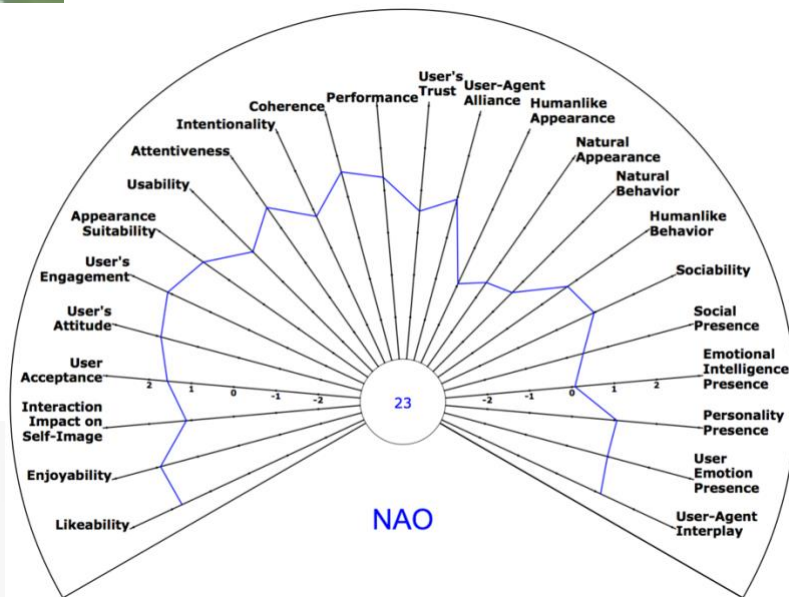 User's
Trust
User-Agent
Alliance
Performance
Coherence
Humanlike
Appearance
Intentionality
Natural
Appearance
Attentiveness
Natural
Behavior
Usability
Humanlike
Behavior
Appearance
Suitability
User's
Engagement
Sociability
User's
Attitude
Social
Presence
User
Acceptance
Emotional
Intelligence
Presence
2 1 0 -1 -2
-2 -1 0 1 2
23
Interaction
Impact on
Self-Image
Personality
Presence
Enjoyability
User
Emotion
Presence
Likeability
User-Agent
Interplay
NAO